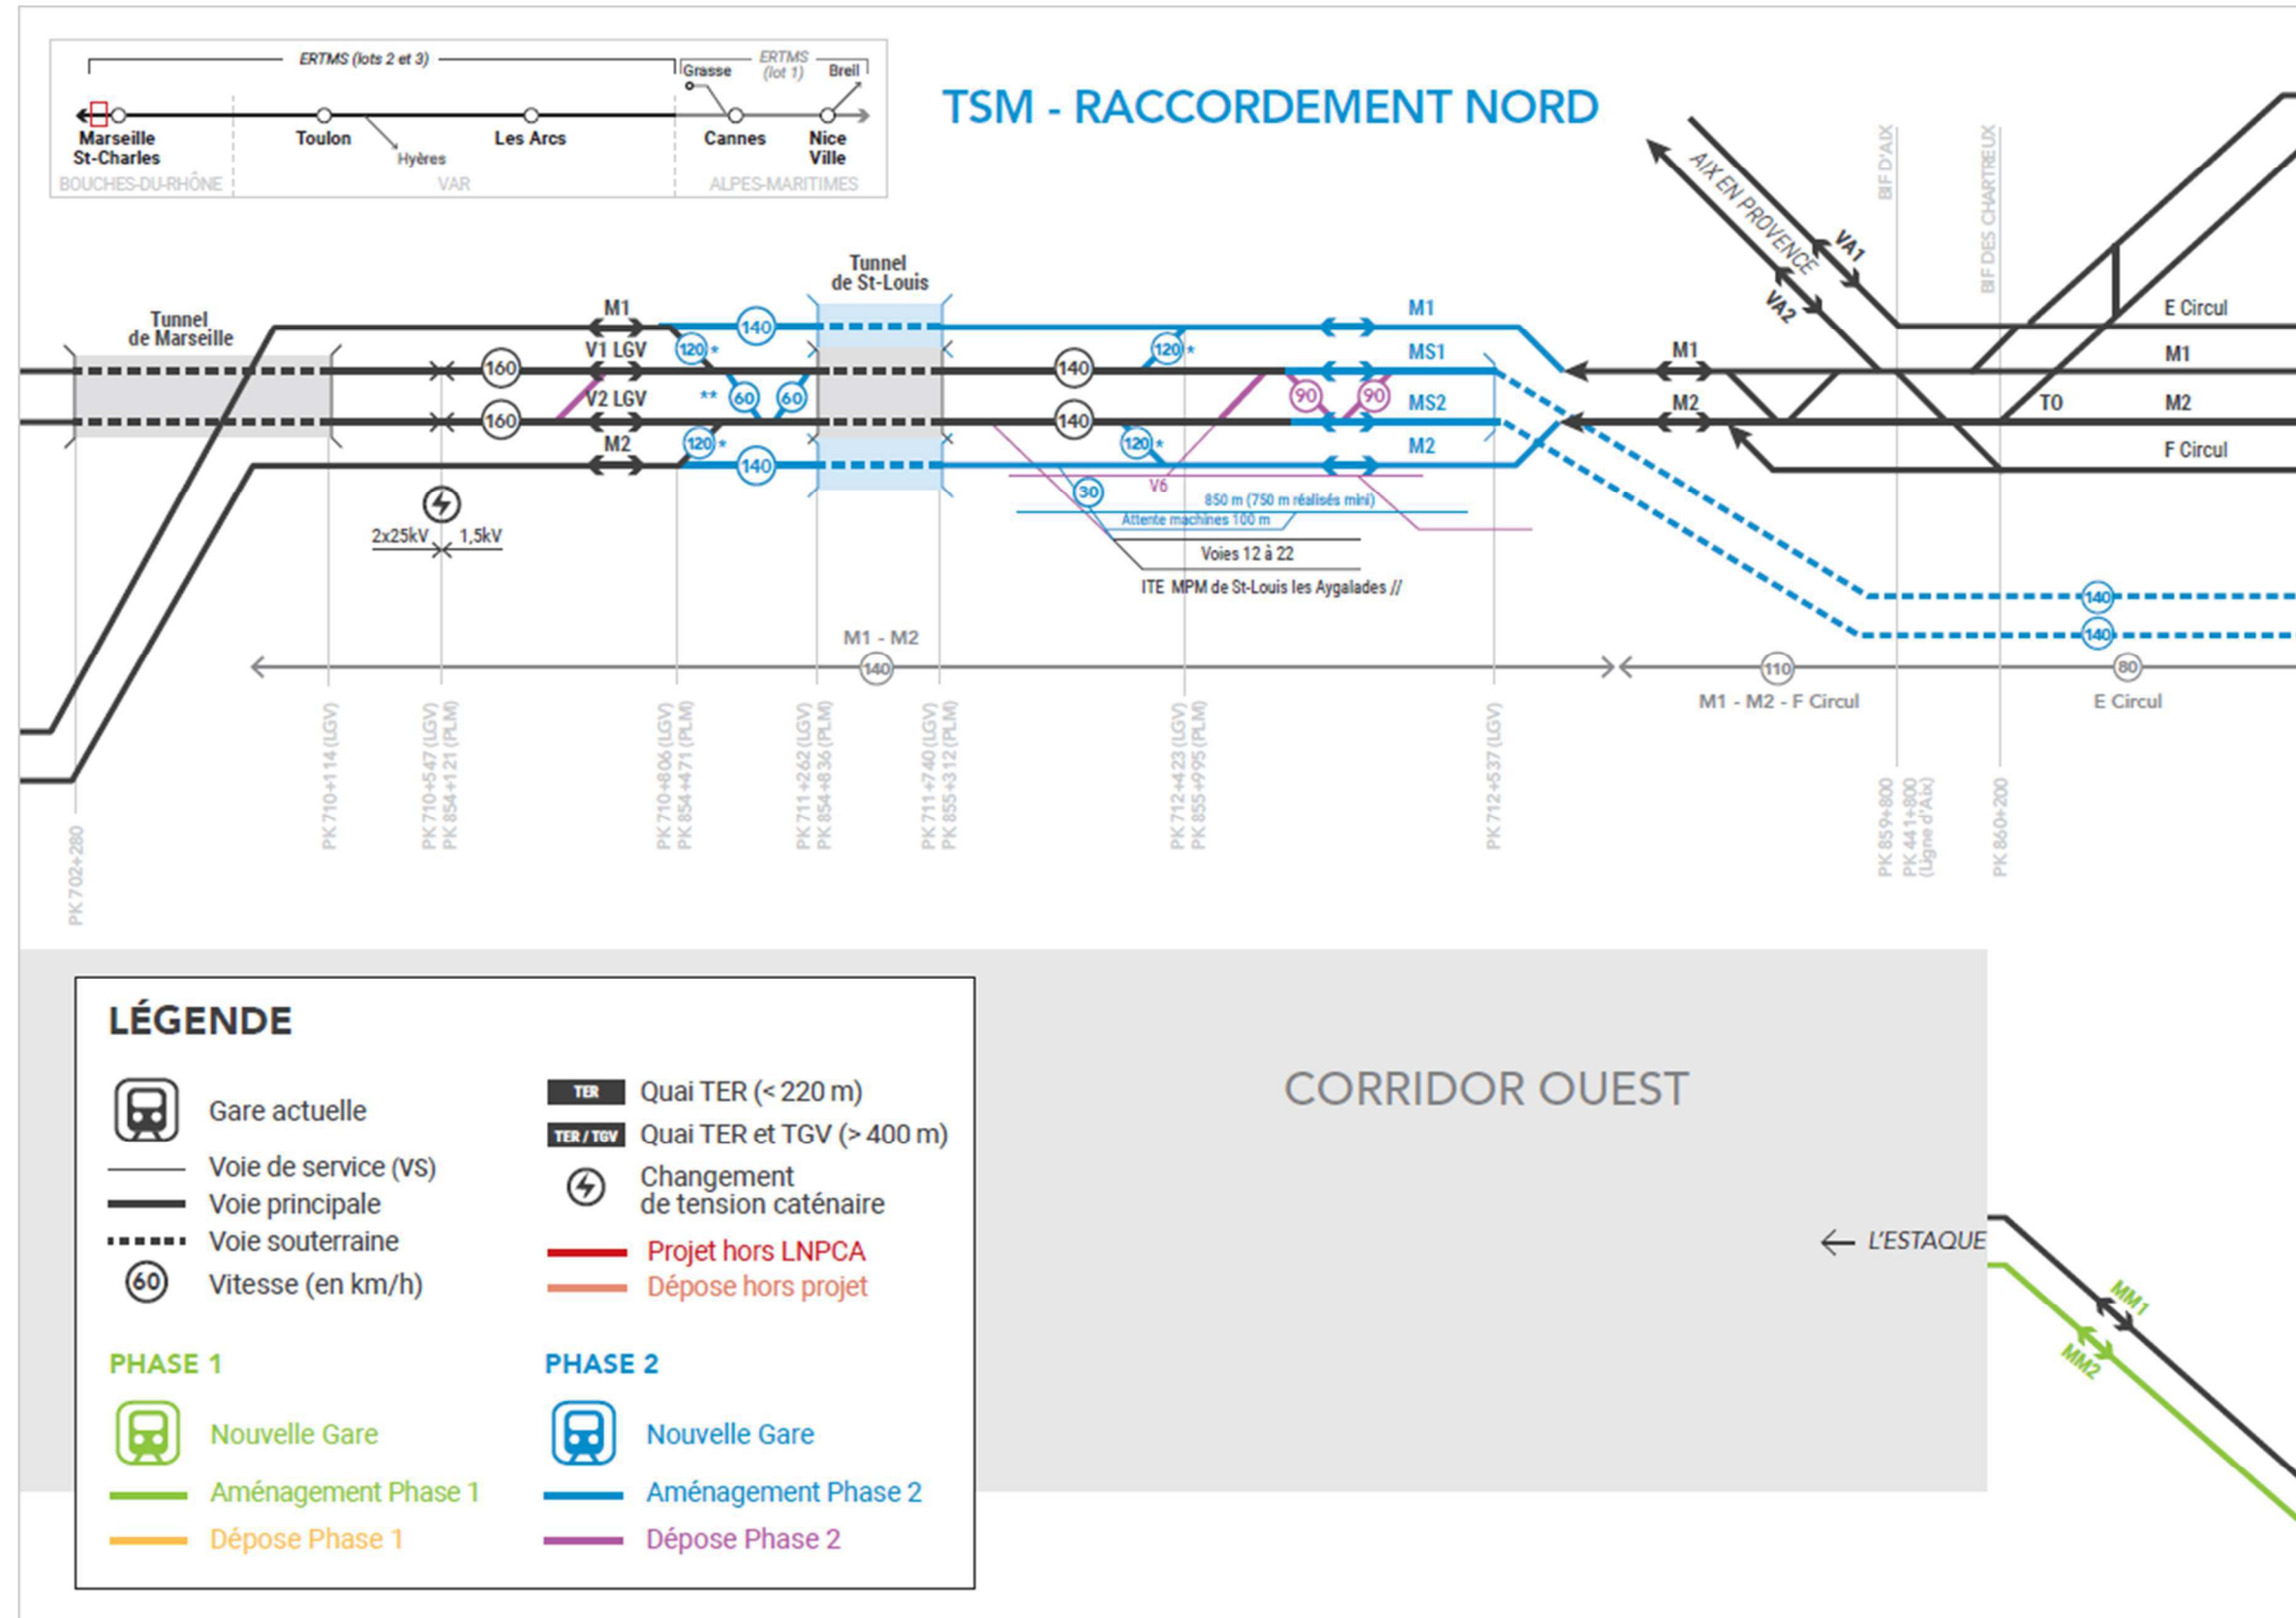 ERTMS (lots 2 et 3)
ERTMS
(lot 1)
Grasse
Breil
Marseille
St-Charles
Toulon
Hyères
Les Arcs
Cannes
Nice
Ville
BOUCHES-DU-RHÔNE
VAR
ALPES-MARITIMES
TSM - RACCORDEMENT NORD
AIX EN PROVENCE
VA1
VA2
BIF D'AIX
BIF DES CHARTREUX
Tunnel
de Marseille
Tunnel
de St-Louis
M1
V1 LGV
V2 LGV
M2
160
160
140
120*
** 60 60
120*
140
140
140
120*
120*
M1
MS1
MS2
M2
90 90
M1
M2
E Circul
M1
TO M2
F Circul
2x25kV 1,5kV
30
V6
850 m (750 m réalisés mini)
Attente machines 100 m
Voies 12 à 22
ITE MPM de St-Louis les Aygalades //
140
140
M1 - M2
140
110
M1 - M2 - F Circul
80
E Circul
PK 702+280
PK 710+114 (LGV)
PK 710+547 (LGV)
PK 854+121 (PLM)
PK 710+806 (LGV)
PK 854+471 (PLM)
PK 711+262 (LGV)
PK 854+836 (PLM)
PK 711+740 (LGV)
PK 855+312 (PLM)
PK 712+423 (LGV)
PK 855+995 (PLM)
PK 712+537 (LGV)
PK 859+800
PK 441+800
(Ligne d'Aix)
PK 860+200
LÉGENDE
Gare actuelle
Voie de service (VS)
Voie principale
Voie souterraine
60 Vitesse (en km/h)
TER Quai TER (< 220 m)
TER / TGV Quai TER et TGV (> 400 m)
Changement
de tension caténaire
Projet hors LNPCA
Dépose hors projet
PHASE 1
Nouvelle Gare
Aménagement Phase 1
Dépose Phase 1
PHASE 2
Nouvelle Gare
Aménagement Phase 2
Dépose Phase 2
CORRIDOR OUEST
L'ESTAQUE
MM1
MM2